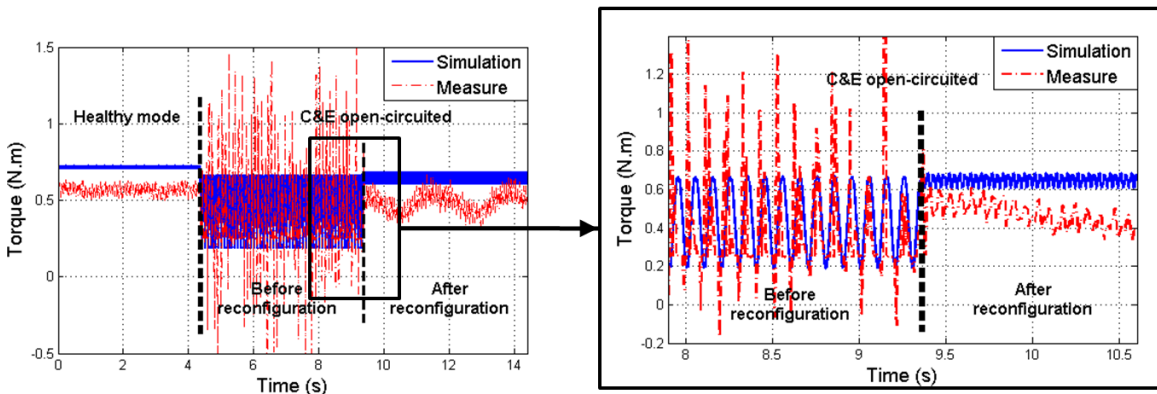 1.5
1
0.5
0
-0.5
Torque (N.m)
Simulation
Measure
Healthy mode
C&E open-circuited
Before
reconfiguration
After
reconfiguration
0 2 4 6 8 10 12 14
Time (s)
1.2
1
0.8
0.6
0.4
0.2
0
-0.2
Torque (N.m)
Simulation
Measure
C&E open-circuited
Before
reconfiguration
After
reconfiguration
8 8.5 9 9.5 10 10.5
Time (s)